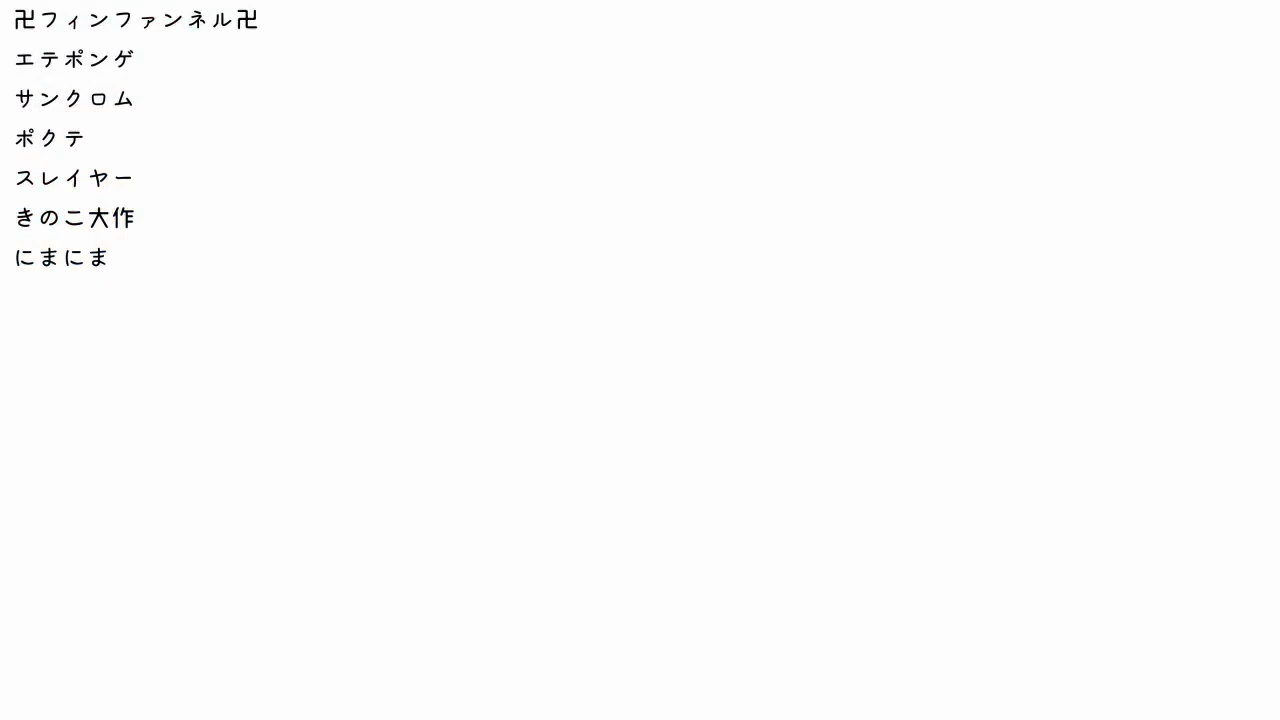 卍フィンファンネル卍
エテポンゲ
サンクロム
ポクテ
スレイヤー
きのこ大作
にまにま